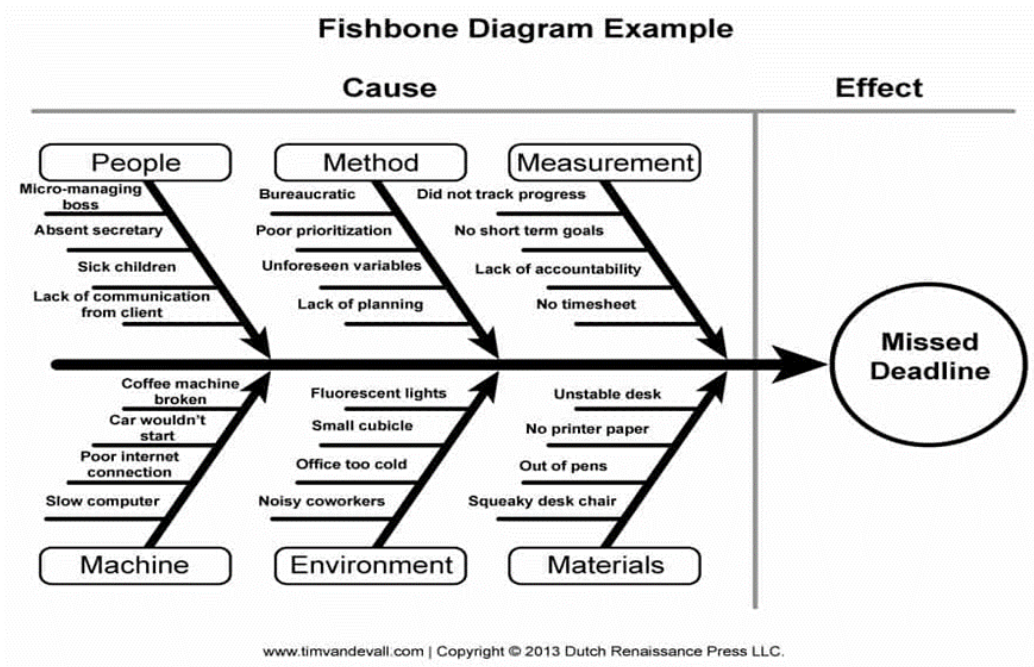 Fishbone Diagram Example
Cause
Effect
People
Method
Measurement
Micro-managing
boss
Absent secretary
Sick children
Lack of communication
from client
Bureaucratic
Poor prioritization
Unforeseen variables
Lack of planning
Did not track progress
No short term goals
Lack of accountability
No timesheet
Missed
Deadline
Coffee machine
broken
Car wouldn't
start
Poor internet
connection
Slow computer
Fluorescent lights
Small cubicle
Office too cold
Noisy coworkers
Unstable desk
No printer paper
Out of pens
Squeaky desk chair
Machine
Environment
Materials
www.timvandevall.com | Copyright © 2013 Dutch Renaissance Press LLC.